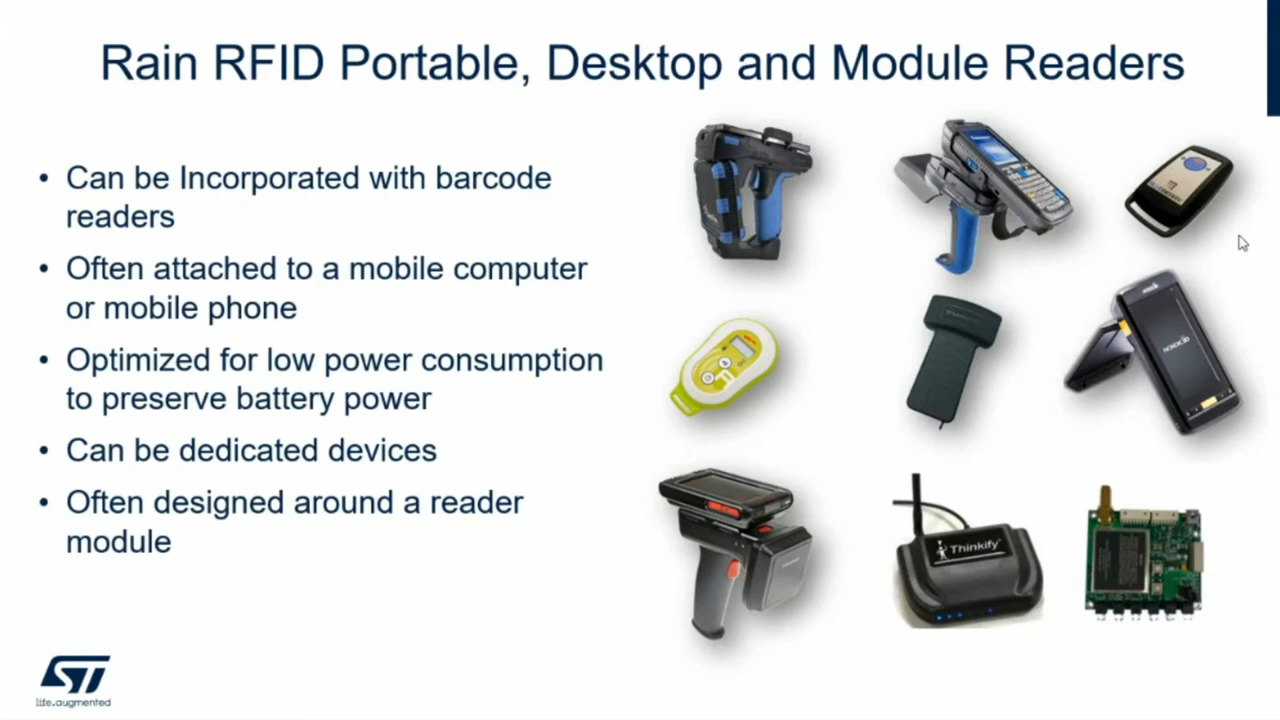 Rain RFID Portable, Desktop and Module Readers
• Can be Incorporated with barcode
readers
• Often attached to a mobile computer
or mobile phone
• Optimized for low power consumption
to preserve battery power
• Can be dedicated devices
• Often designed around a reader
module
Thinkify
ST
life.augmented